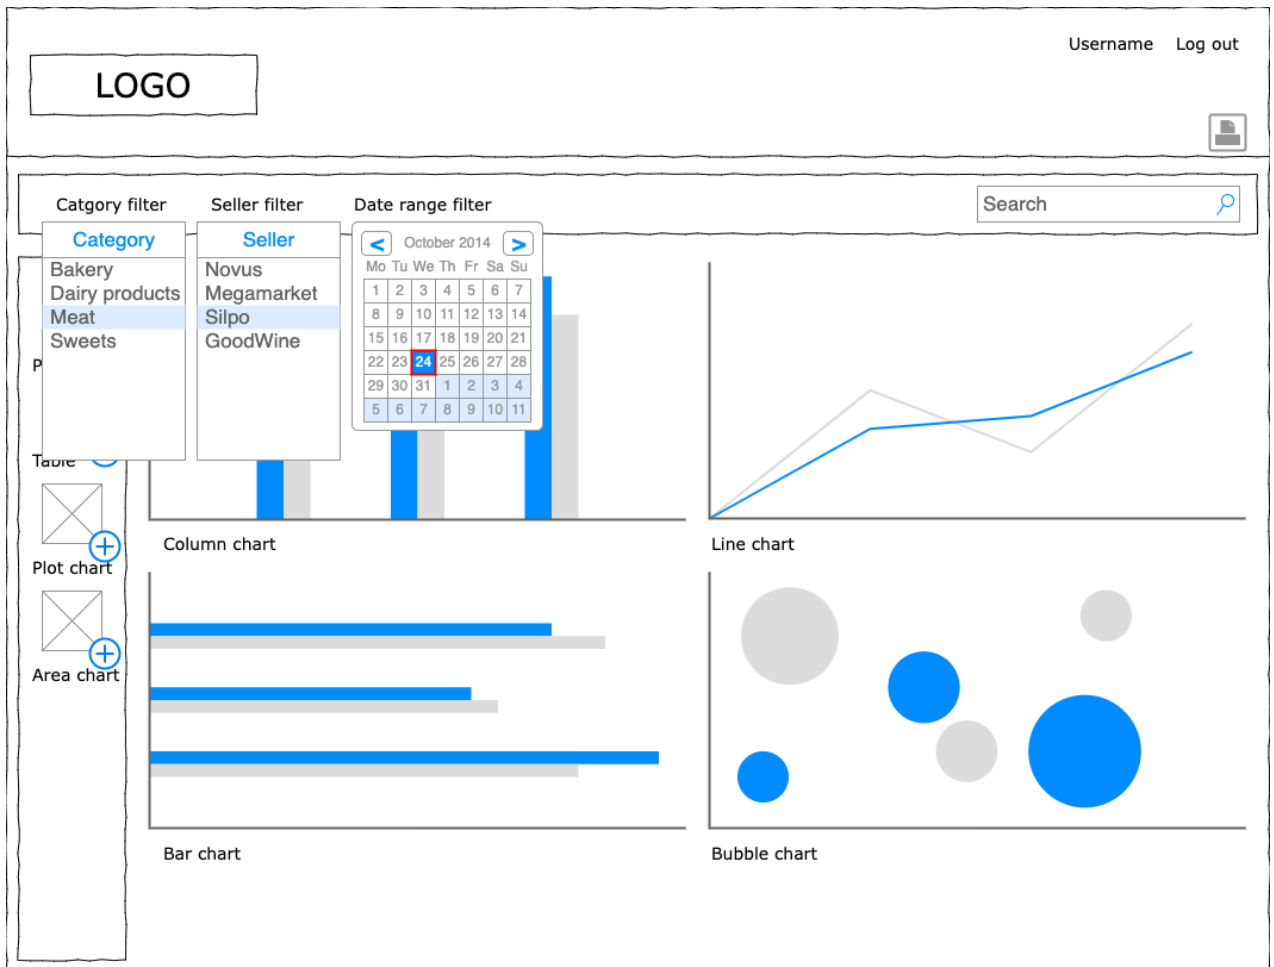 Username Log out
LOGO
Catgory filter Seller filter Date range filter
Search
Category
Bakery
Dairy products
Meat
Sweets
Seller
Novus
Megamarket
Silpo
GoodWine
< October 2014 >
Mo Tu We Th Fr Sa Su
1 2 3 4 5 6 7
8 9 10 11 12 13 14
15 16 17 18 19 20 21
22 23 24 25 26 27 28
29 30 31 1 2 3 4
5 6 7 8 9 10 11
Table
Plot chart
Area chart
Column chart
Line chart
Bar chart
Bubble chart